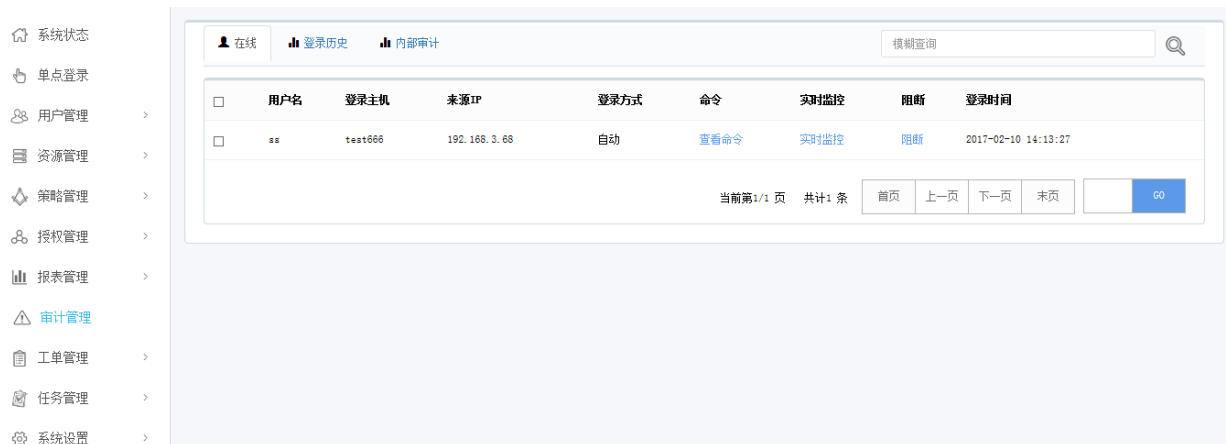 系统状态
单点登录
用户管理
资源管理
策略管理
授权管理
报表管理
审计管理
工单管理
任务管理
系统设置
在线 登录历史 内部审计 模糊查询
用户名 登录主机 来源IP 登录方式 命令 实时监控 阻断 登录时间
ss test666 192.168.3.68 自动 查看命令 实时监控 阻断 2017-02-10 14:13:27
当前第1/1 页 共计1 条 首页 上一页 下一页 末页 GO